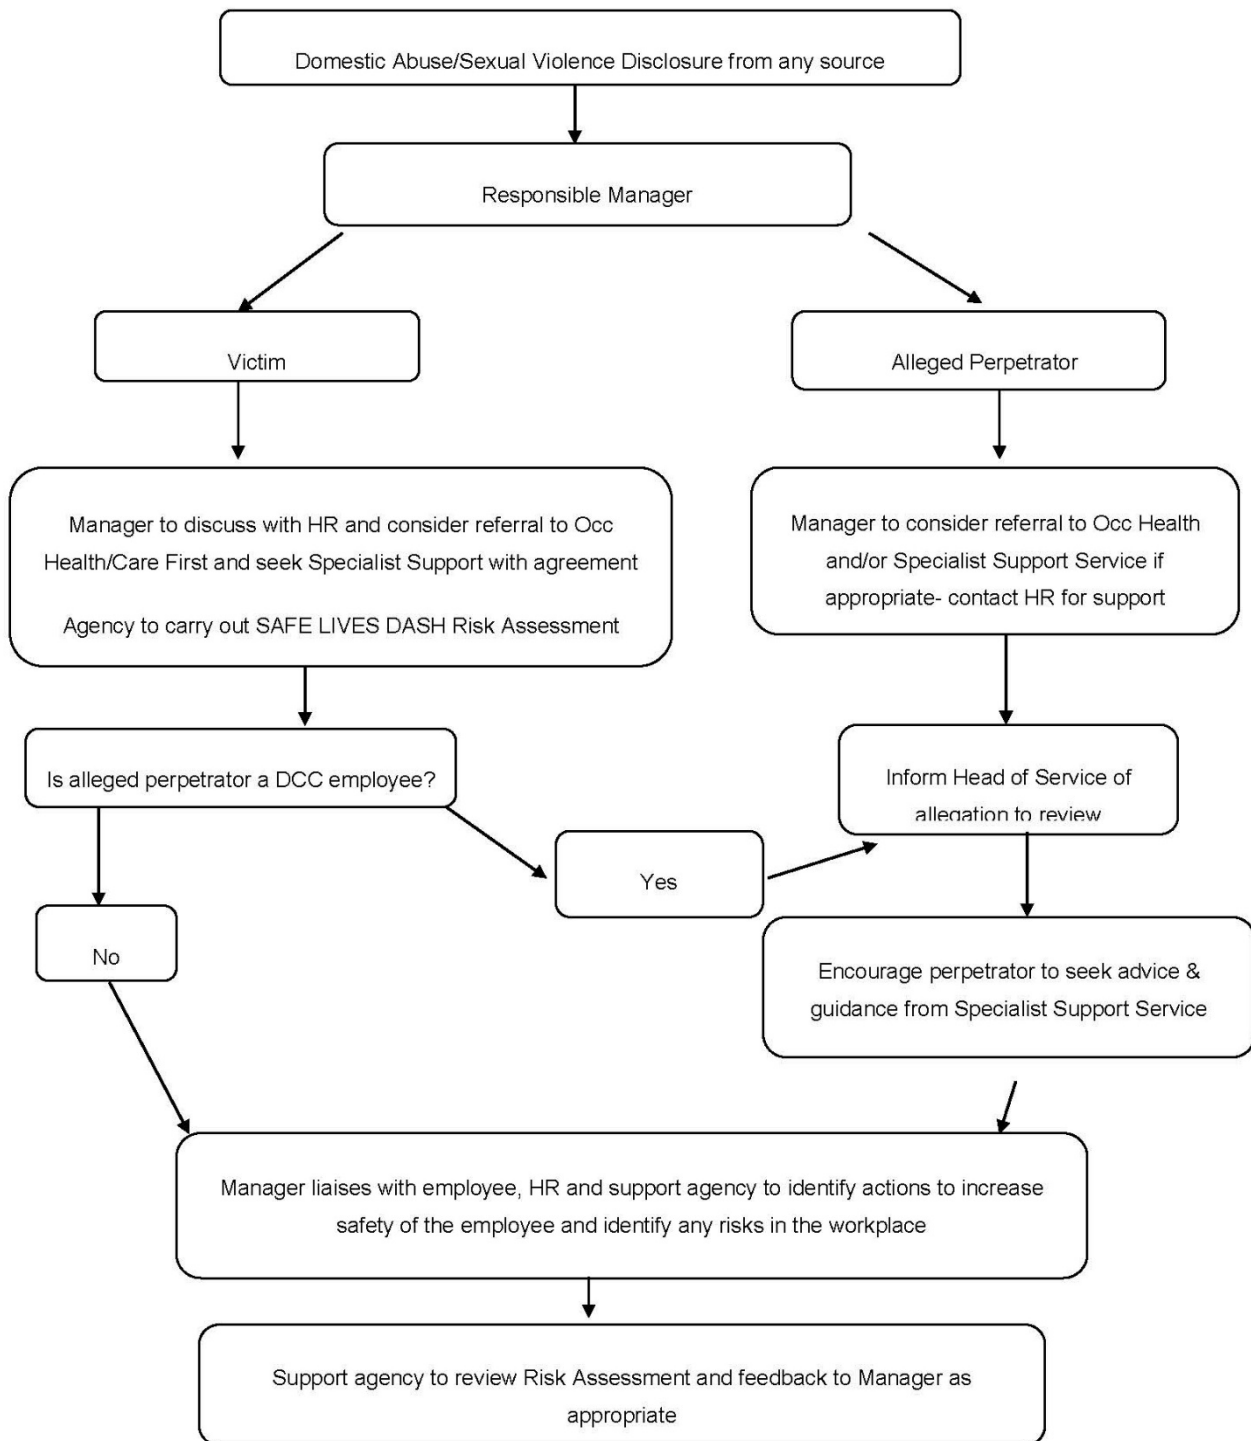 Domestic Abuse/Sexual Violence Disclosure from any source
Responsible Manager
Victim
Alleged Perpetrator
Manager to discuss with HR and consider referral to Occ
Health/Care First and seek Specialist Support with agreement
Agency to carry out SAFE LIVES DASH Risk Assessment
Manager to consider referral to Occ Health
and/or Specialist Support Service if
appropriate- contact HR for support
Is alleged perpetrator a DCC employee?
Inform Head of Service of
allegation to review
Yes
No
Encourage perpetrator to seek advice &
guidance from Specialist Support Service
Manager liaises with employee, HR and support agency to identify actions to increase
safety of the employee and identify any risks in the workplace
Support agency to review Risk Assessment and feedback to Manager as
appropriate